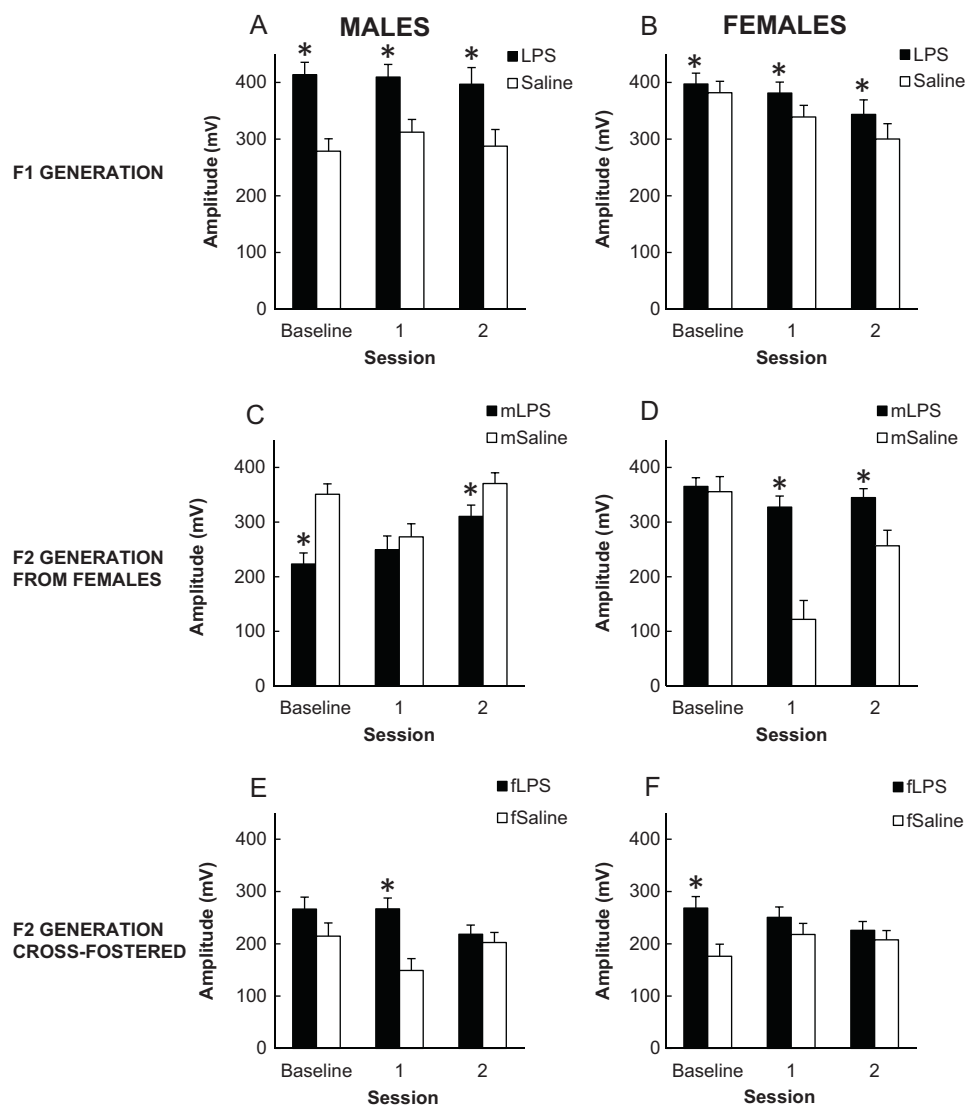 MALES
FEMALES
A
*
*
*
LPS
Saline
Amplitude (mV)
400
300
200
100
0
Baseline
1
2
Session
B
*
*
*
LPS
Saline
Amplitude (mV)
400
300
200
100
0
Baseline
1
2
Session
F1 GENERATION
C
*
*
mLPS
mSaline
Amplitude (mV)
400
300
200
100
0
Baseline
1
2
Session
D
*
*
mLPS
mSaline
Amplitude (mV)
400
300
200
100
0
Baseline
1
2
Session
F2 GENERATION
FROM FEMALES
E
*
fLPS
fSaline
Amplitude (mV)
400
300
200
100
0
Baseline
1
2
Session
F
*
fLPS
fSaline
Amplitude (mV)
400
300
200
100
0
Baseline
1
2
Session
F2 GENERATION
CROSS-FOSTERED